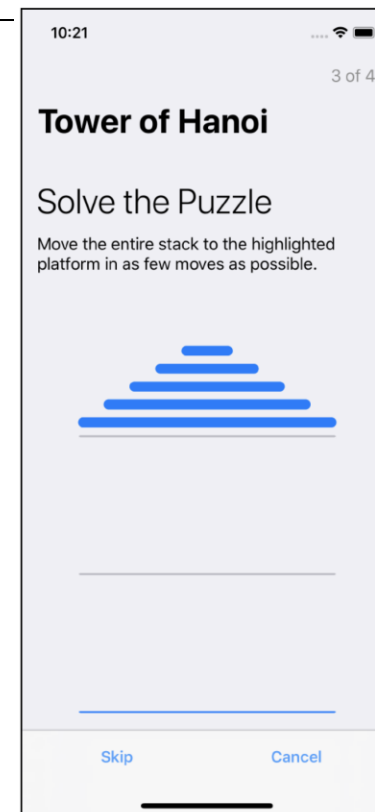 10:21
3 of 4
Tower of Hanoi
Solve the Puzzle
Move the entire stack to the highlighted
platform in as few moves as possible.
Skip
Cancel